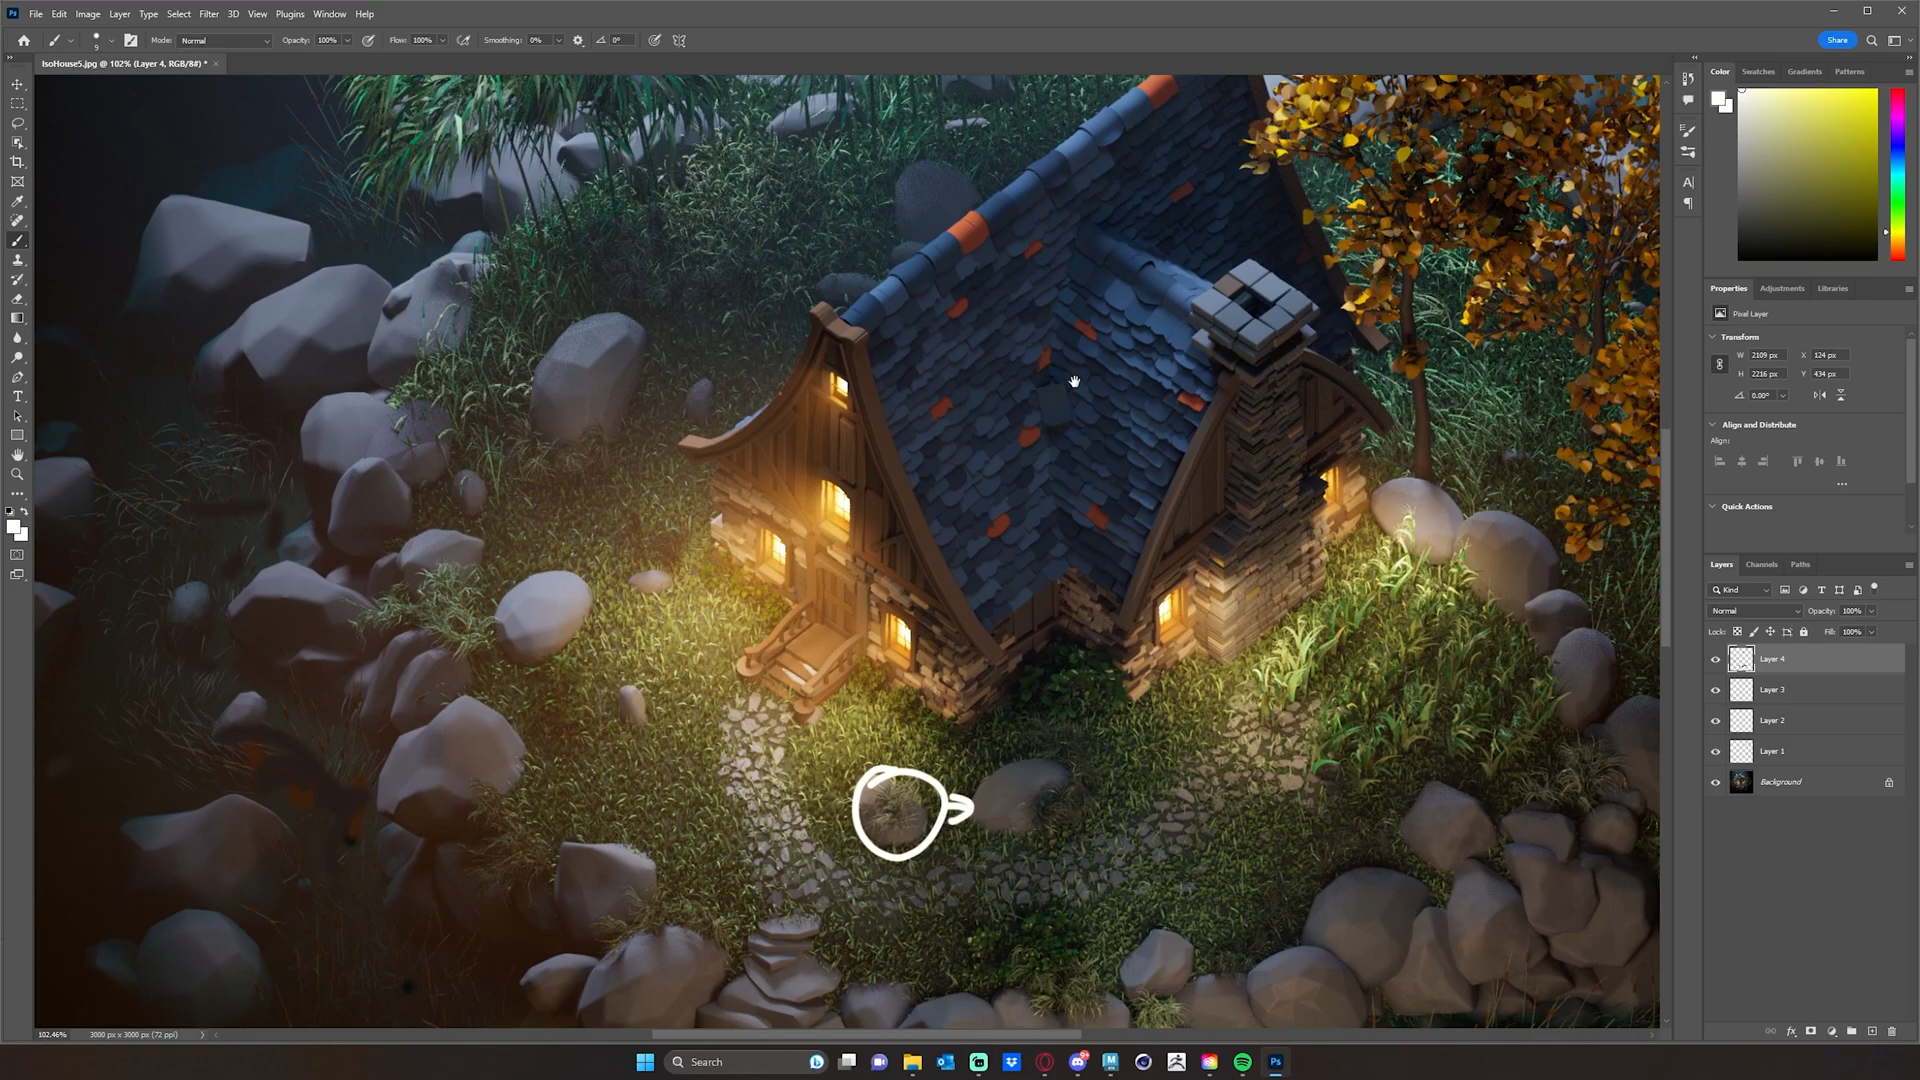 Ps File Edit Image Layer Type Select Filter 3D View Plugins Window Help
9 Mode: Normal Opacity: 100% Flow: 100% Smoothing: 0% 0° Share
IsoHouse5.jpg @ 102% (Layer 4, RGB/8#) * ×
Color Swatches Gradients Patterns
Properties Adjustments Libraries
Pixel Layer
Transform
W 2109 px X 124 px
H 2216 px Y 434 px
0.00°
Align and Distribute
Align:
Quick Actions
Layers Channels Paths
Kind
Normal Opacity: 100%
Lock: Fill: 100%
Layer 4
Layer 3
Layer 2
Layer 1
Background
102.46% 3000 px x 3000 px (72 ppi)
Search
Ps